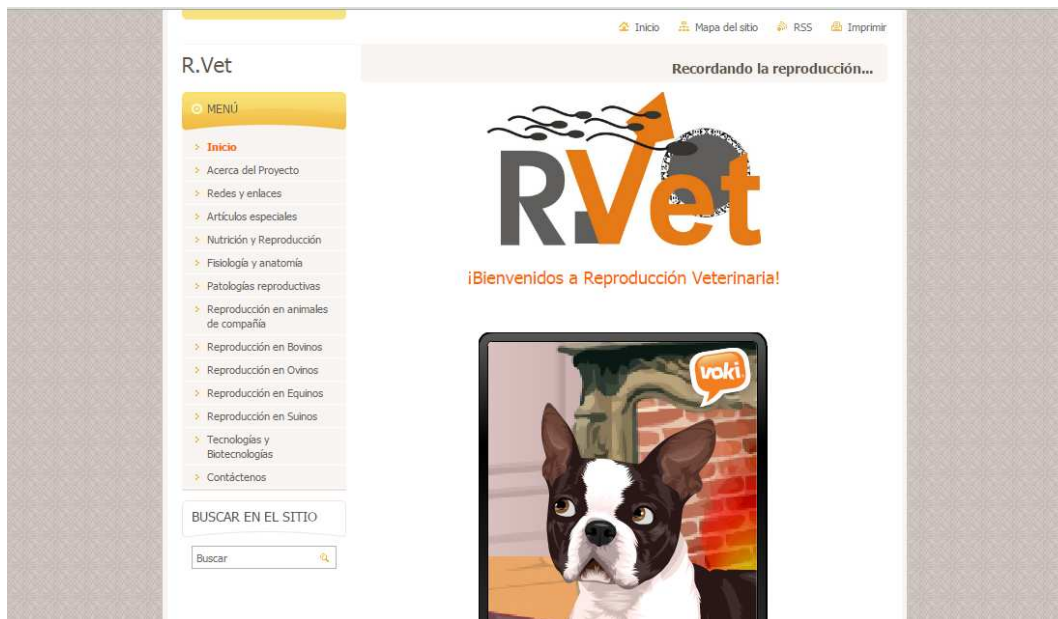 Inicio Mapa del sitio RSS Imprimir
R.Vet
Recordando la reproducción...
MENÚ
Inicio
Acerca del Proyecto
Redes y enlaces
Artículos especiales
Nutrición y Reproducción
Fisiología y anatomía
Patologías reproductivas
Reproducción en animales
de compañía
Reproducción en Bovinos
Reproducción en Ovinos
Reproducción en Equinos
Reproducción en Suinos
Tecnologías y
Biotecnologías
Contáctenos
BUSCAR EN EL SITIO
Buscar
R.Vet
¡Bienvenidos a Reproducción Veterinaria!
voki